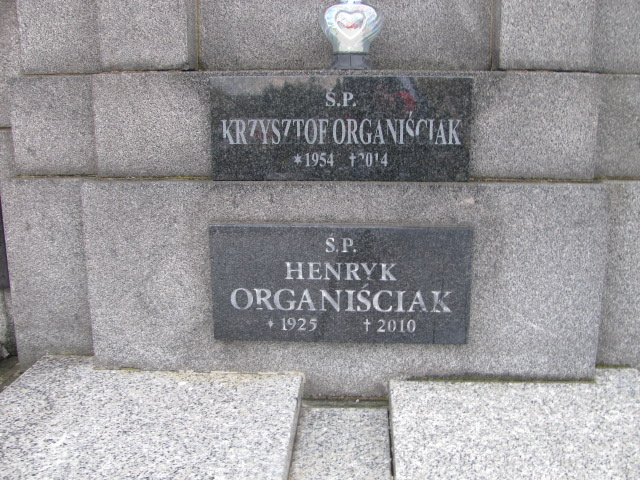 Ś.P.
KRZYSZTOF ORGANIŚCIAK
*1954 †2014
Ś.P.
HENRYK
ORGANIŚCIAK
*1925 †2010